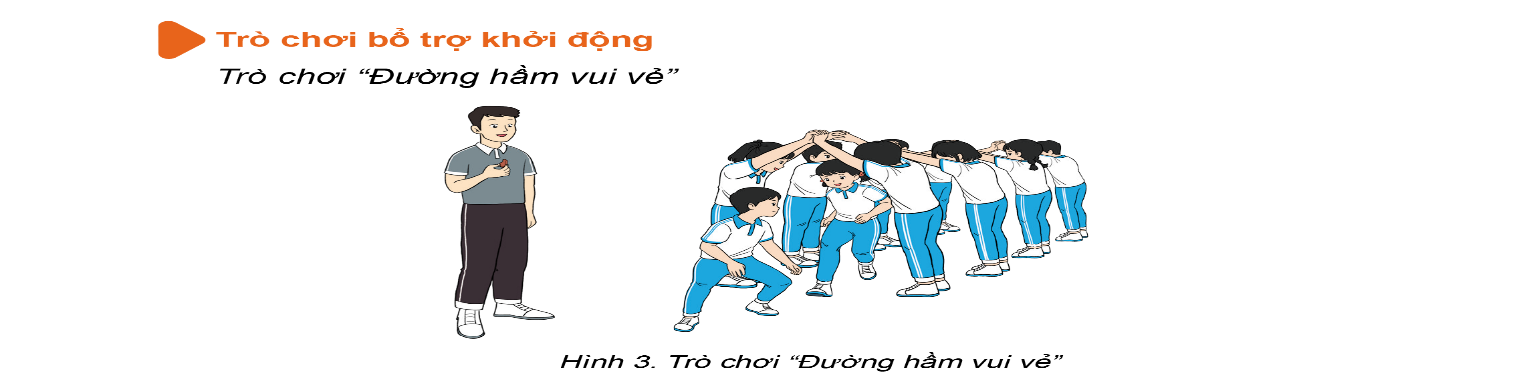 Trò chơi bổ trợ khởi động
Trò chơi “Đường hầm vui vẻ”
Hình 3. Trò chơi “Đường hầm vui vẻ”